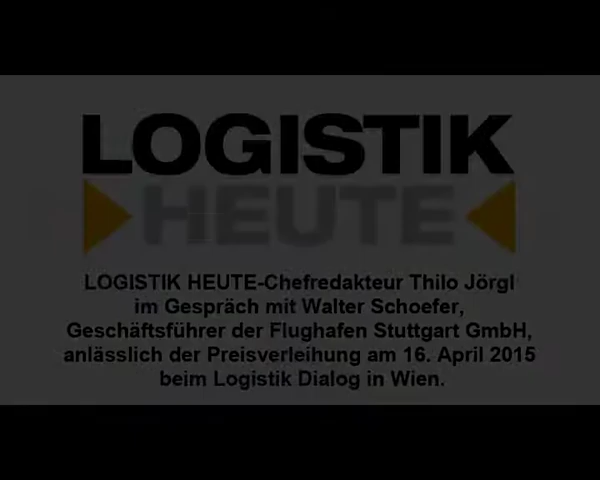 LOGISTIK
HEUTE
LOGISTIK HEUTE-Chefredakteur Thilo Jörgl
im Gespräch mit Walter Schoefer,
Geschäftsführer der Flughafen Stuttgart GmbH,
anlässlich der Preisverleihung am 16. April 2015
beim Logistik Dialog in Wien.